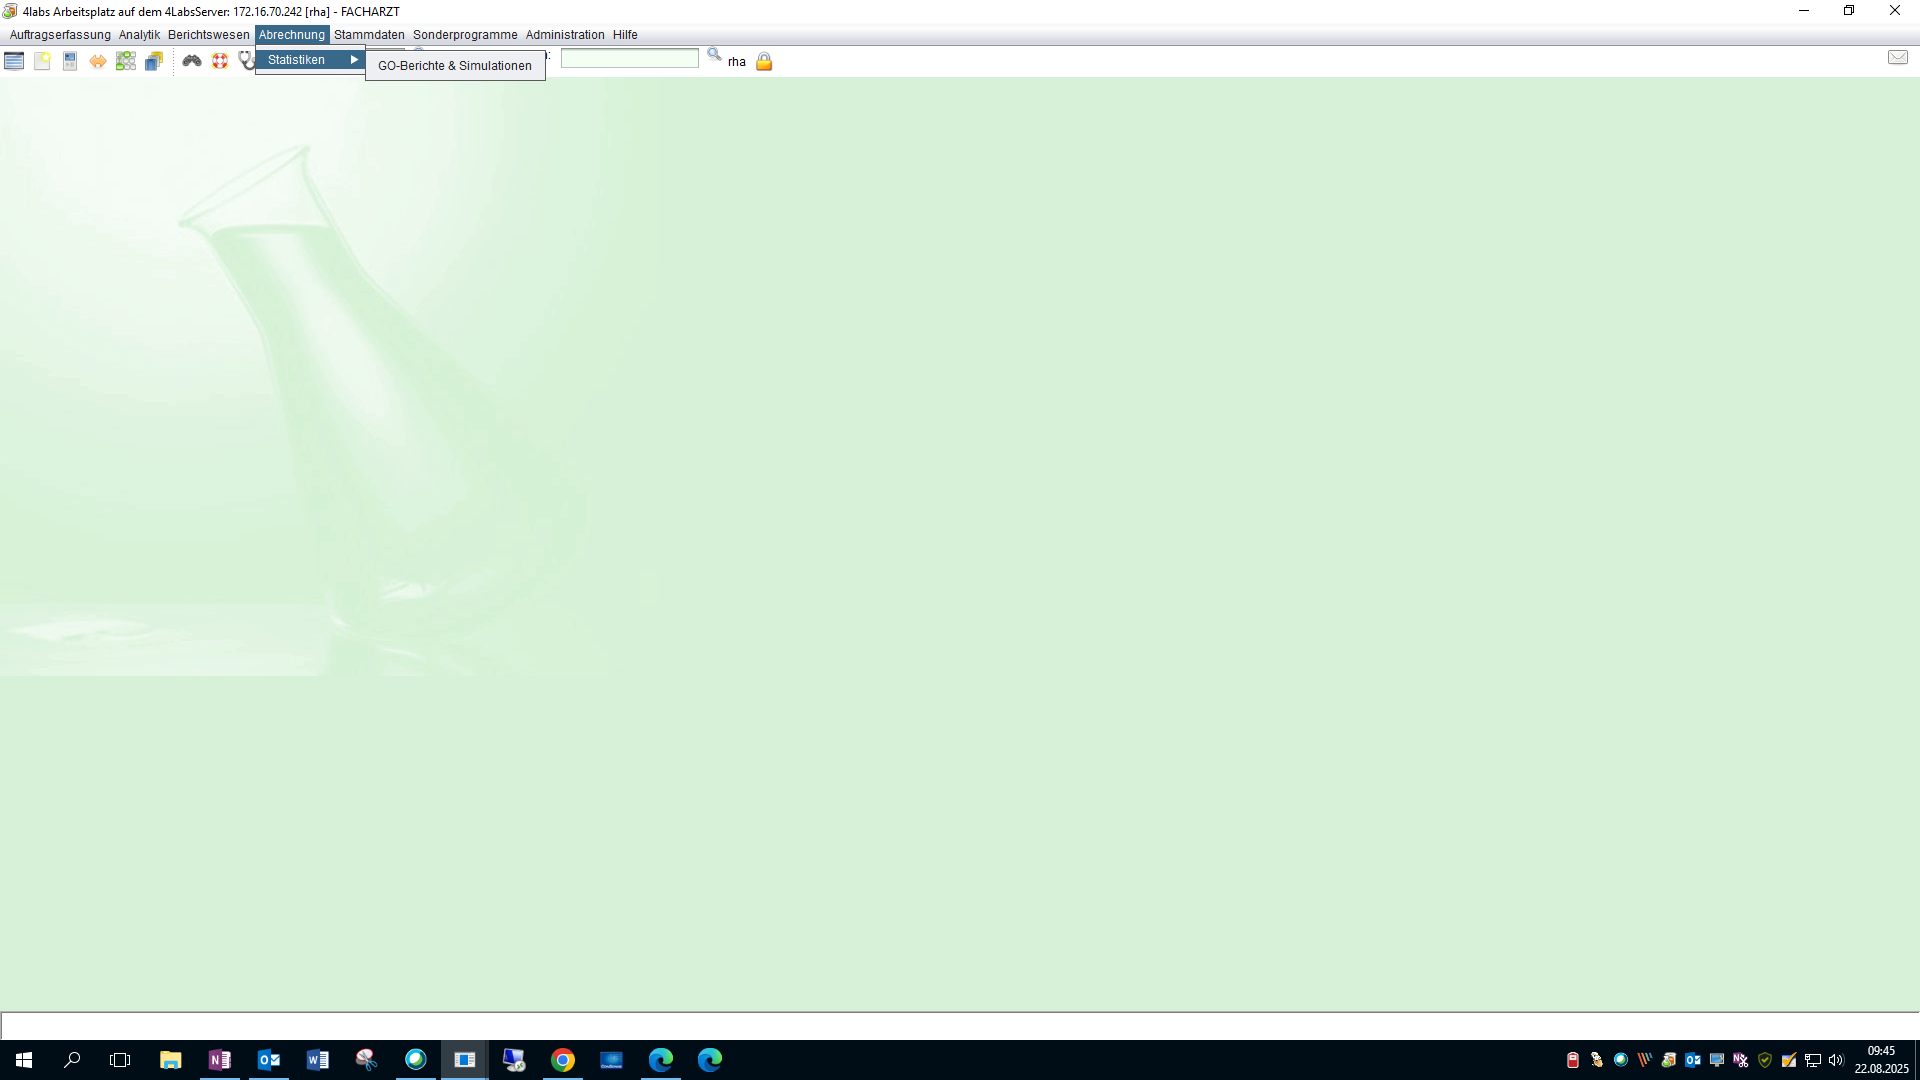 4labs Arbeitsplatz auf dem 4LabsServer: 172.16.70.242 [rha] - FACHARZT
Auftragserfassung Analytik Berichtswesen Abrechnung Stammdaten Sonderprogramme Administration Hilfe
Statistiken
GO-Berichte & Simulationen
rha
09:45
22.08.2025